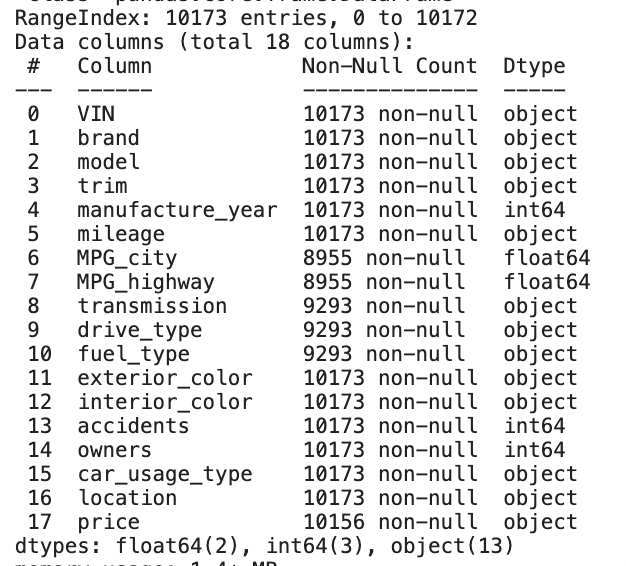 RangeIndex: 10173 entries, 0 to 10172
Data columns (total 18 columns):
 #   Column            Non-Null Count  Dtype
---  ------            --------------  -----
 0   VIN               10173 non-null  object
 1   brand             10173 non-null  object
 2   model             10173 non-null  object
 3   trim              10173 non-null  object
 4   manufacture_year  10173 non-null  int64
 5   mileage           10173 non-null  object
 6   MPG_city          8955 non-null   float64
 7   MPG_highway       8955 non-null   float64
 8   transmission      9293 non-null   object
 9   drive_type        9293 non-null   object
 10  fuel_type         9293 non-null   object
 11  exterior_color    10173 non-null  object
 12  interior_color    10173 non-null  object
 13  accidents         10173 non-null  int64
 14  owners            10173 non-null  int64
 15  car_usage_type    10173 non-null  object
 16  location          10173 non-null  object
 17  price             10156 non-null  object
dtypes: float64(2), int64(3), object(13)